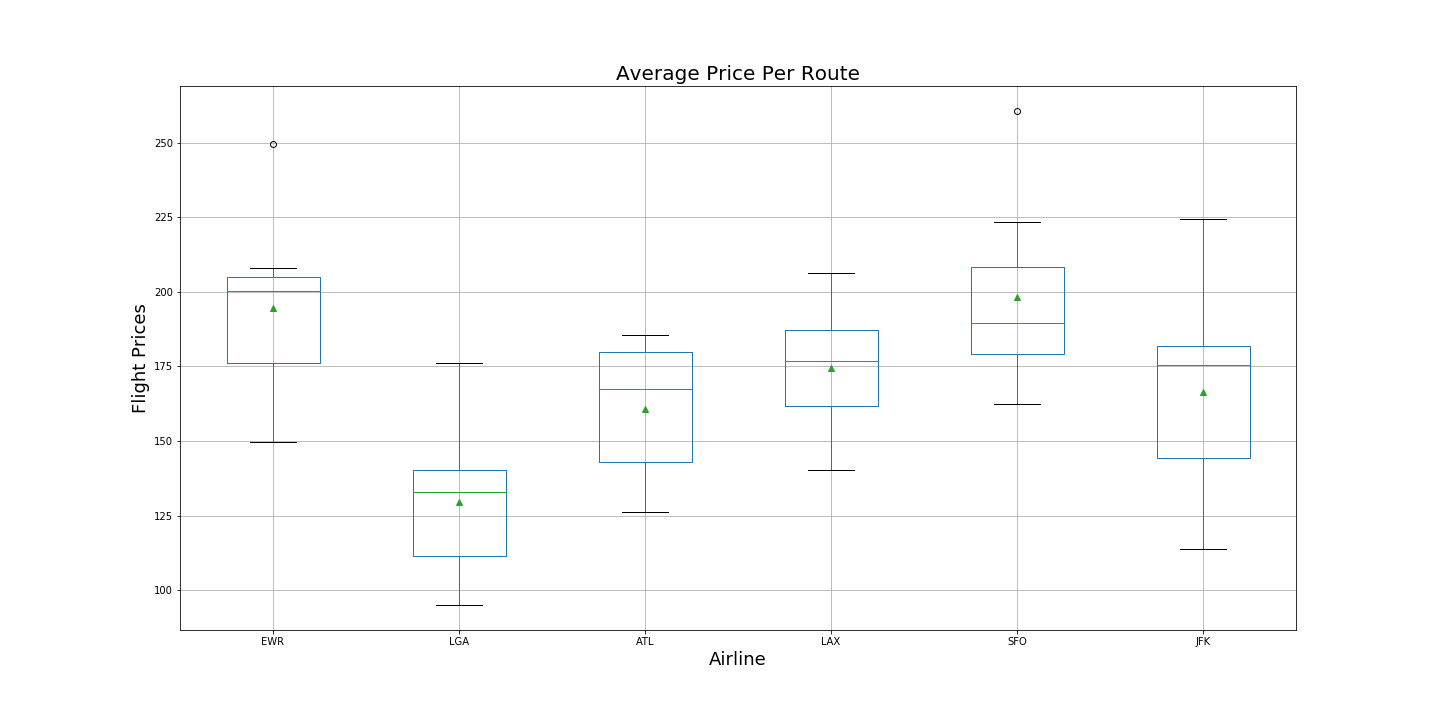 Average Price Per Route
Flight Prices
250
225
200
175
150
125
100
EWR LGA ATL LAX SFO JFK
Airline